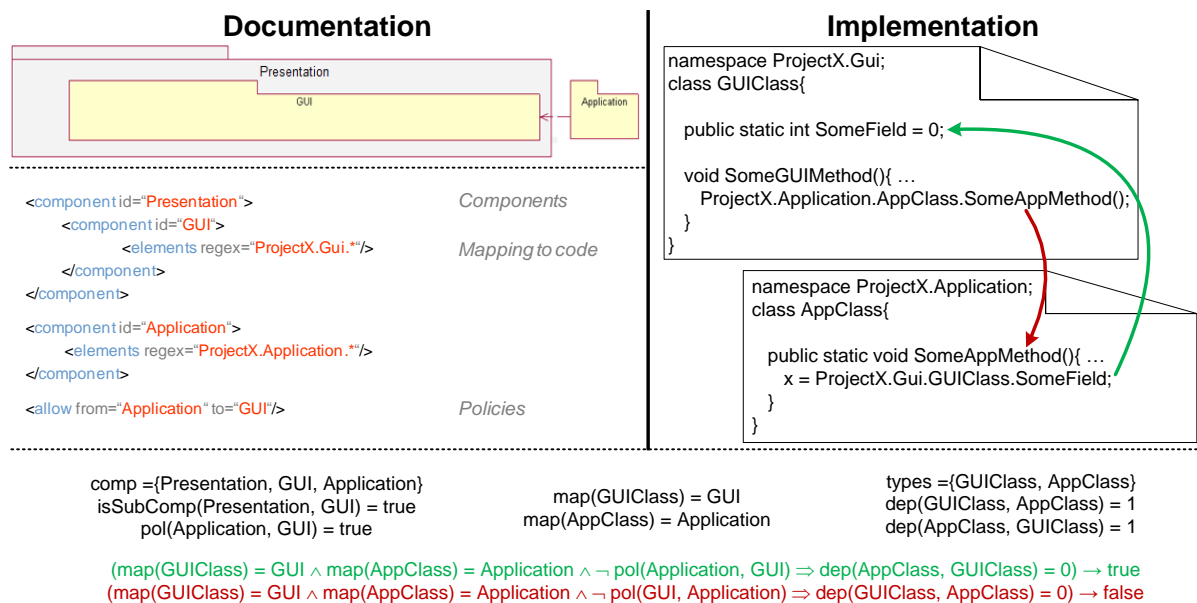 Documentation
Presentation
GUI
Application
<component id=“Presentation“>
Components
<component id=“GUI“>
<elements regex=“ProjectX.Gui.*“/>
Mapping to code
</component>
</component>
<component id=“Application“>
<elements regex=“ProjectX.Application.*“/>
</component>
<allow from=“Application“ to=“GUI“/>
Policies
Implementation
namespace ProjectX.Gui;
class GUIClass{
public static int SomeField = 0;
void SomeGUIMethod(){ …
ProjectX.Application.AppClass.SomeAppMethod();
}
}
namespace ProjectX.Application;
class AppClass{
public static void SomeAppMethod(){ …
x = ProjectX.Gui.GUIClass.SomeField;
}
}
comp ={Presentation, GUI, Application}
isSubComp(Presentation, GUI) = true
pol(Application, GUI) = true
map(GUIClass) = GUI
map(AppClass) = Application
types ={GUIClass, AppClass}
dep(GUIClass, AppClass) = 1
dep(AppClass, GUIClass) = 1
(map(GUIClass) = GUI ∧ map(AppClass) = Application ∧ ¬ pol(Application, GUI) ⇒ dep(AppClass, GUIClass) = 0) → true
(map(GUIClass) = GUI ∧ map(AppClass) = Application ∧ ¬ pol(GUI, Application) ⇒ dep(GUIClass, AppClass) = 0) → false